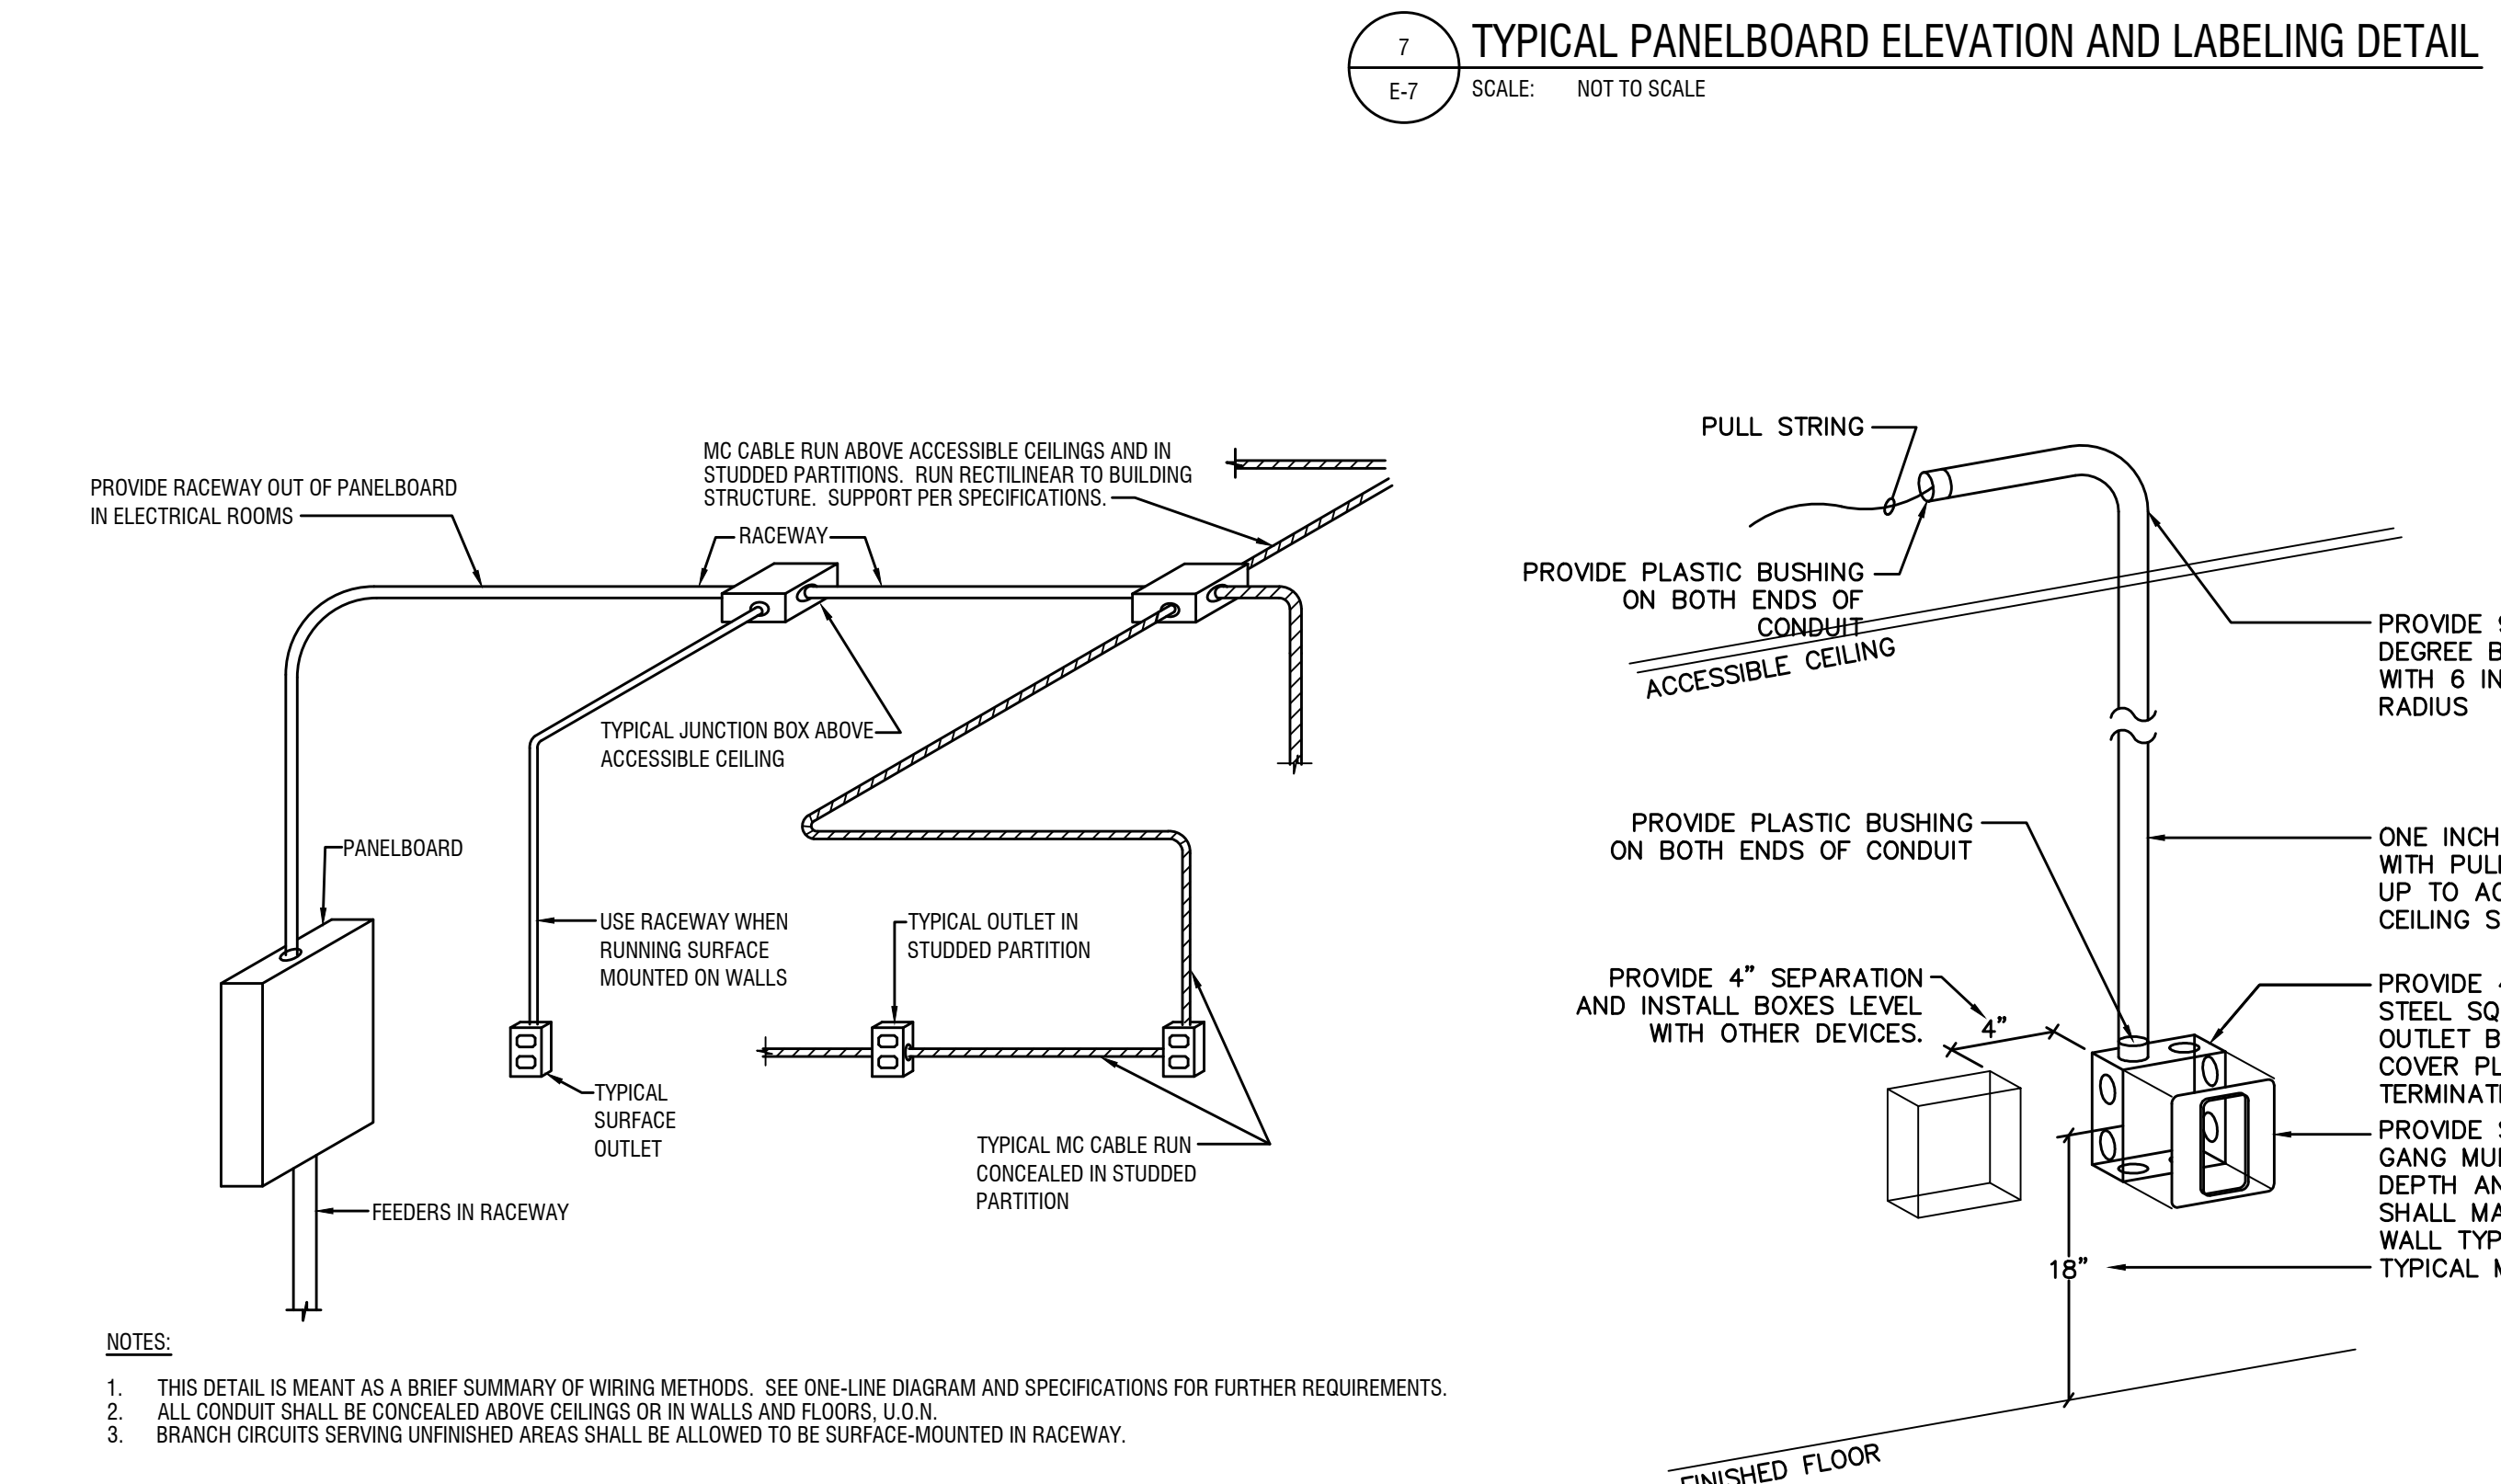 7
E-7
TYPICAL PANELBOARD ELEVATION AND LABELING DETAIL
SCALE: NOT TO SCALE
PROVIDE RACEWAY OUT OF PANELBOARD
IN ELECTRICAL ROOMS
MC CABLE RUN ABOVE ACCESSIBLE CEILINGS AND IN
STUDDED PARTITIONS. RUN RECTILINEAR TO BUILDING
STRUCTURE. SUPPORT PER SPECIFICATIONS.
RACEWAY
TYPICAL JUNCTION BOX ABOVE
ACCESSIBLE CEILING
PANELBOARD
USE RACEWAY WHEN
RUNNING SURFACE
MOUNTED ON WALLS
TYPICAL OUTLET IN
STUDDED PARTITION
TYPICAL
SURFACE
OUTLET
TYPICAL MC CABLE RUN
CONCEALED IN STUDDED
PARTITION
FEEDERS IN RACEWAY
NOTES:
1. THIS DETAIL IS MEANT AS A BRIEF SUMMARY OF WIRING METHODS. SEE ONE-LINE DIAGRAM AND SPECIFICATIONS FOR FURTHER REQUIREMENTS.
2. ALL CONDUIT SHALL BE CONCEALED ABOVE CEILINGS OR IN WALLS AND FLOORS, U.O.N.
3. BRANCH CIRCUITS SERVING UNFINISHED AREAS SHALL BE ALLOWED TO BE SURFACE-MOUNTED IN RACEWAY.
PULL STRING
PROVIDE PLASTIC BUSHING
ON BOTH ENDS OF
CONDUIT
ACCESSIBLE CEILING
PROVIDE
DEGREE
WITH 6
RADIUS
PROVIDE PLASTIC BUSHING
ON BOTH ENDS OF CONDUIT
ONE INCH
WITH
UP TO
CEILING
PROVIDE 4" SEPARATION
AND INSTALL BOXES LEVEL
WITH OTHER DEVICES.
4"
PROVIDE
STEEL
OUTLET
COVER
PROVIDE
GANG
DEPTH
SHALL
WALL
TYPICAL
18"
FINISHED FLOOR